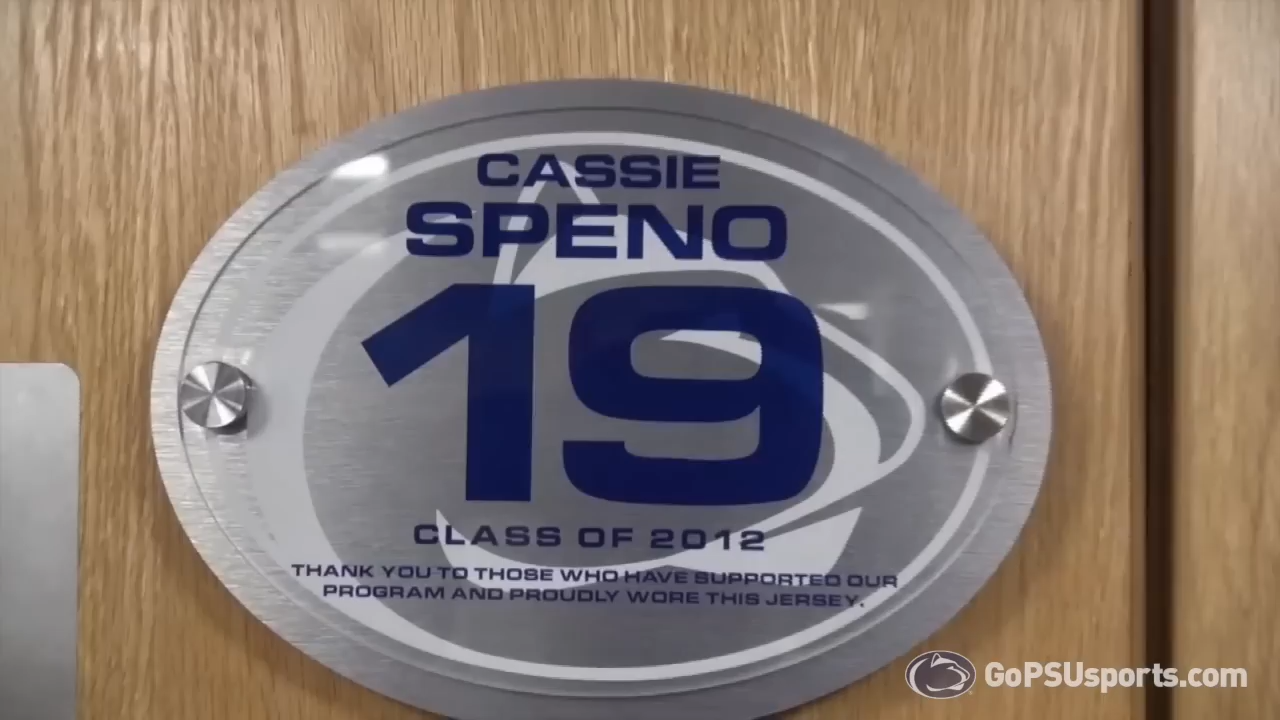 CASSIE
SPENO
19
CLASS OF 2012
THANK YOU TO THOSE WHO HAVE SUPPORTED OUR
PROGRAM AND PROUDLY WORE THIS JERSEY.
GoPSUsports.com